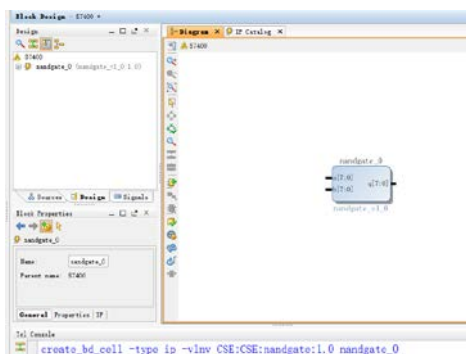 Block Design - S7400 *
Design
S7400
nandgate_0 (nandgate_v1_0:1.0)
Sources Design Signals
Block Properties
nandgate_0
Name: nandgate_0
Parent name: S7400
General Properties IP
Diagram × IP Catalog ×
S7400
nandgate_0
a[7:0]
b[7:0]
q[7:0]
nandgate_v1_0
Tcl Console
create_bd_cell -type ip -vlnv CSE:CSE:nandgate:1.0 nandgate_0